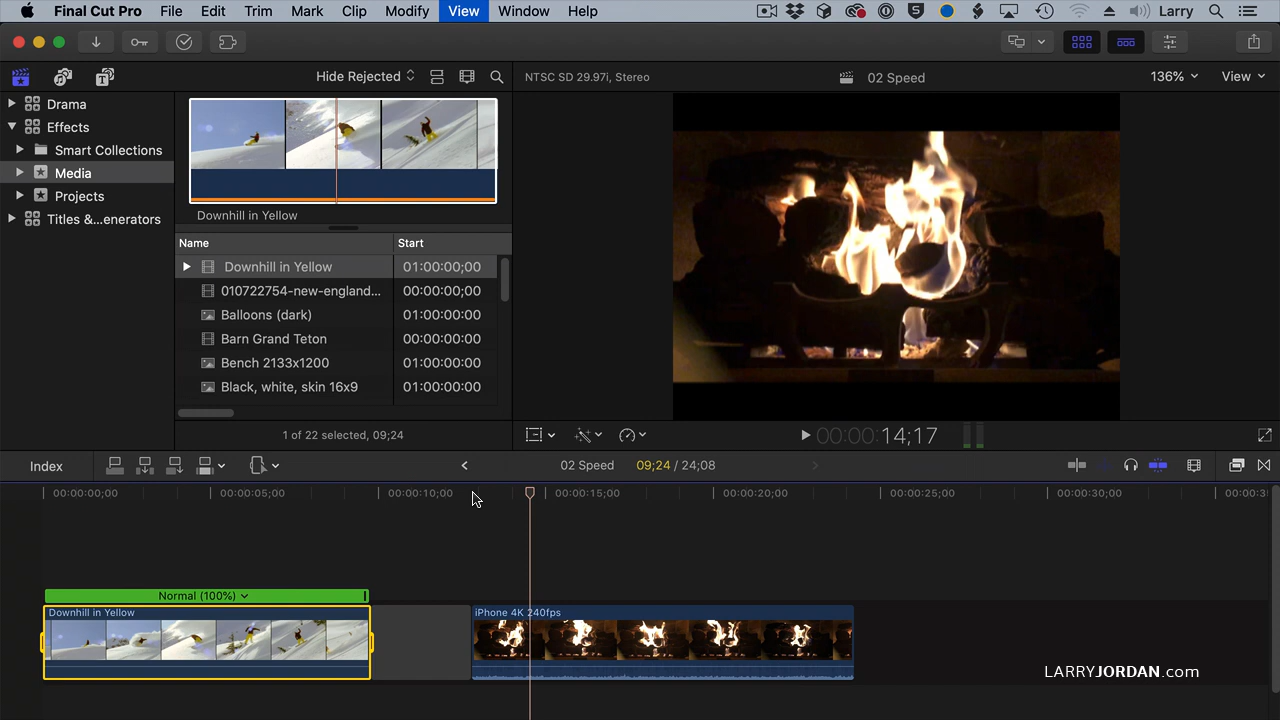 Final Cut Pro File Edit Trim Mark Clip Modify View Window Help Larry
Hide Rejected
NTSC SD 29.97i, Stereo
02 Speed
136%
View
Drama
Effects
Smart Collections
Media
Projects
Titles &...enerators
Downhill in Yellow
Name Start
Downhill in Yellow 01:00:00;00
010722754-new-england... 00:00:00;00
Balloons (dark) 01:00:00:00
Barn Grand Teton 00:00:00:00
Bench 2133x1200 01:00:00:00
Black, white, skin 16x9 01:00:00:00
1 of 22 selected, 09;24
00:00:14;17
Index
02 Speed
09;24 / 24;08
00:00:00;00 00:00:05;00 00:00:10;00 00:00:15;00 00:00:20;00 00:00:25;00 00:00:30;00 00:00:3
Normal (100%)
Downhill in Yellow
iPhone 4K 240fps
LARRYJORDAN.com